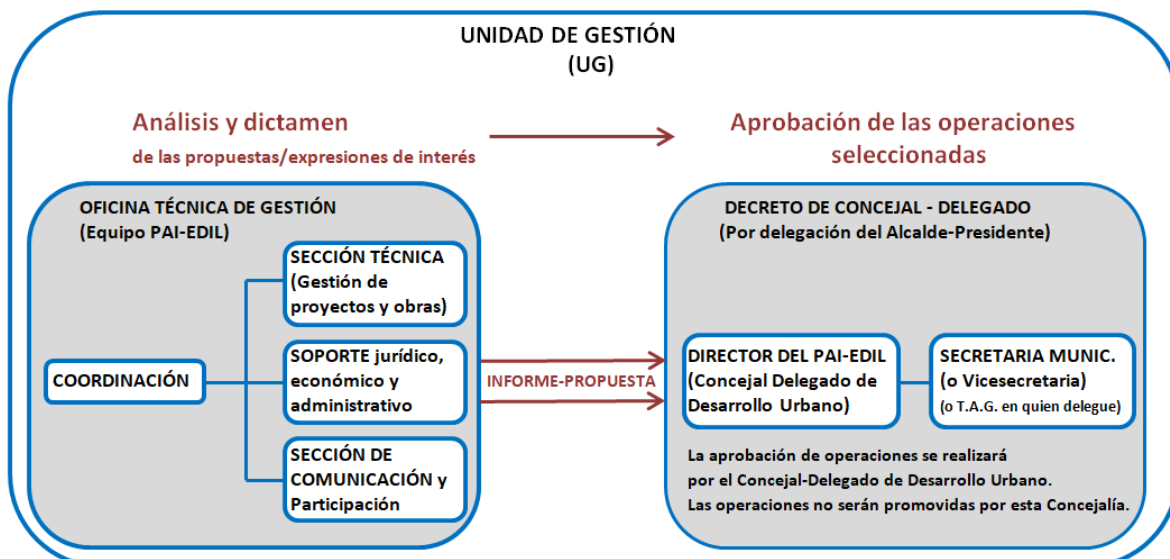 UNIDAD DE GESTIÓN
(UG)
Análisis y dictamen
de las propuestas/expresiones de interés
Aprobación de las operaciones
seleccionadas
OFICINA TÉCNICA DE GESTIÓN
(Equipo PAI-EDIL)
COORDINACIÓN
SECCIÓN TÉCNICA
(Gestión de
proyectos y obras)
SOPORTE jurídico,
económico y
administrativo
SECCIÓN DE
COMUNICACIÓN y
Participación
INFORME-PROPUESTA
DECRETO DE CONCEJAL - DELEGADO
(Por delegación del Alcalde-Presidente)
DIRECTOR DEL PAI-EDIL
(Concejal Delegado de
Desarrollo Urbano)
SECRETARIA MUNIC.
(o Vicesecretaria)
(o T.A.G. en quien delegue)
La aprobación de operaciones se realizará
por el Concejal-Delegado de Desarrollo Urbano.
Las operaciones no serán promovidas por esta Concejalía.